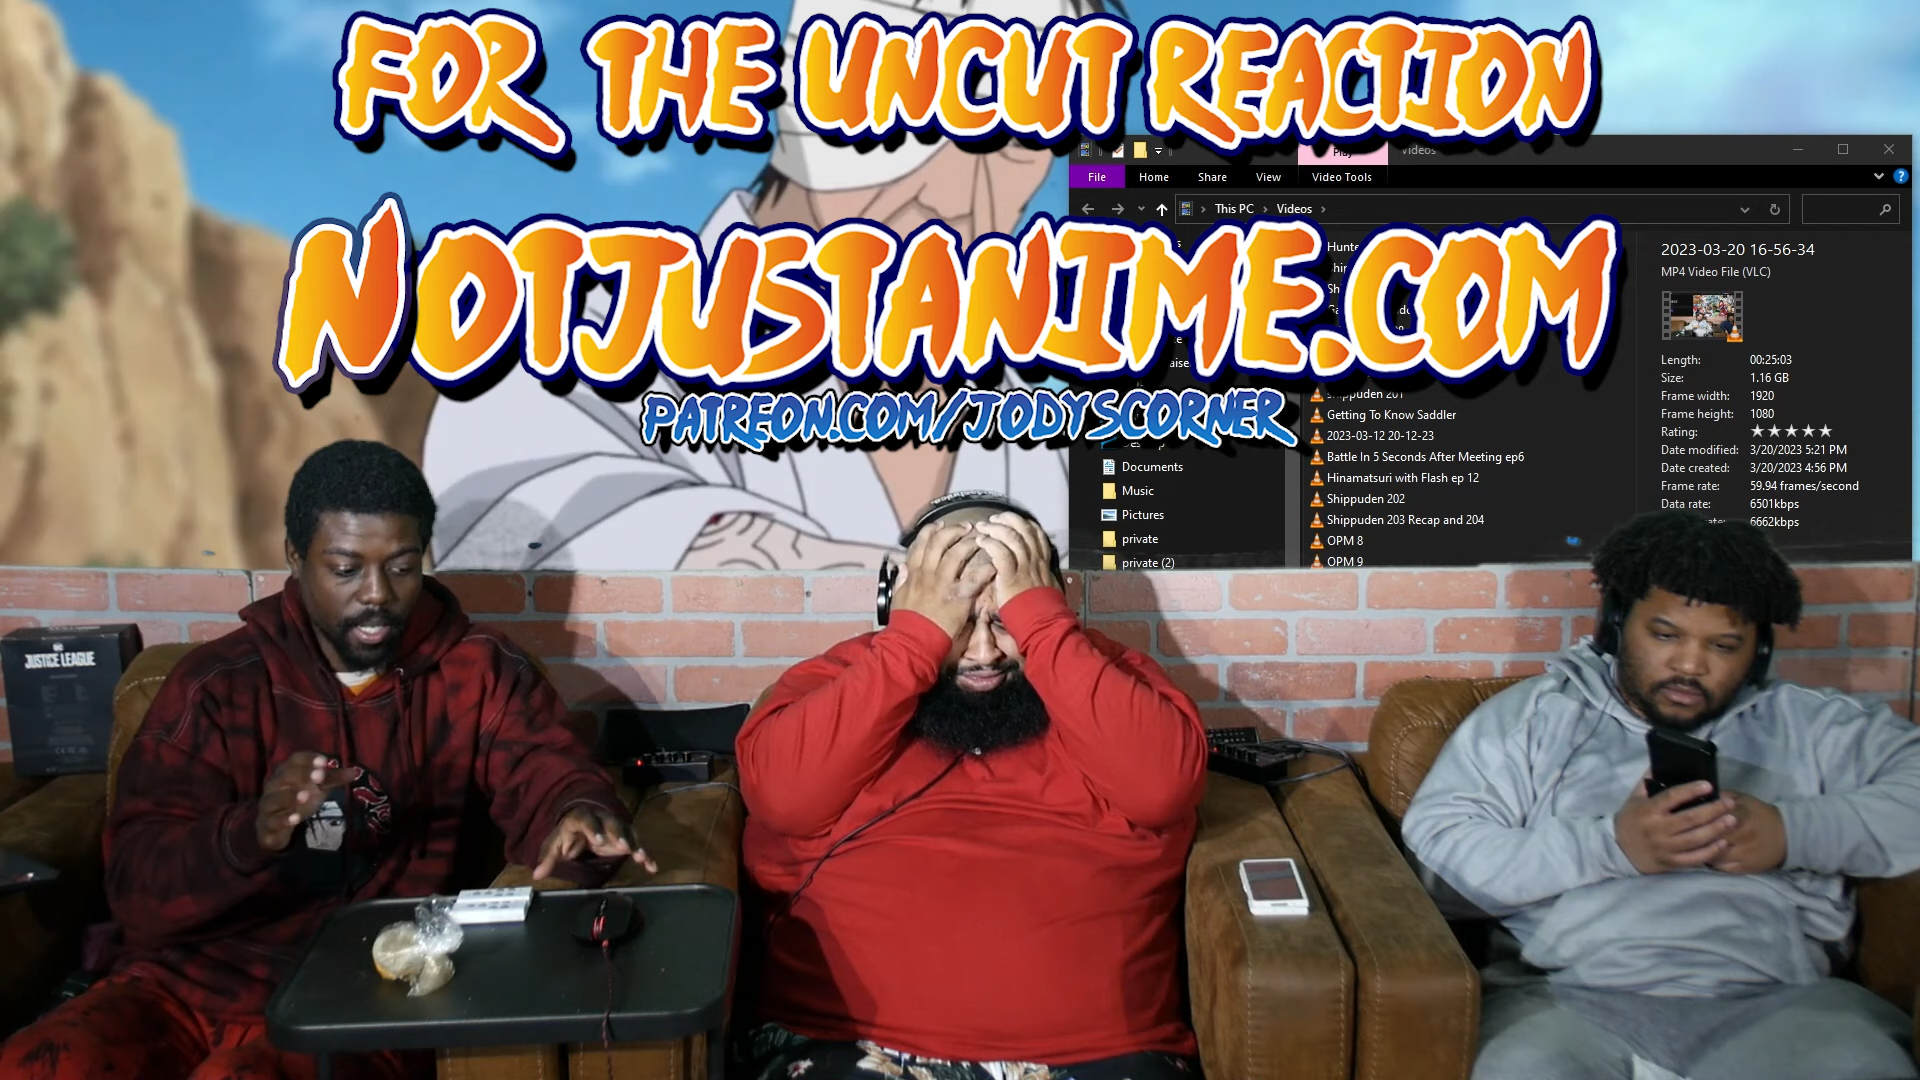 FOR THE UNCUT REACTION
Videos
File
Home
Share
View
Video Tools
This PC
Videos
NOTJUSTANIME.COM
2023-03-20 16-56-34
MP4 Video File (VLC)
Length: 00:25:03
Size: 1.16 GB
Frame width: 1920
Frame height: 1080
Rating:
Date modified: 3/20/2023 5:21 PM
Date created: 3/20/2023 4:56 PM
Frame rate: 59.94 frames/second
Data rate: 6501kbps
6662kbps
PATREON.COM/JODYSCORNER
Shippuden 201
Getting To Know Saddler
2023-03-12 20-12-23
Battle In 5 Seconds After Meeting ep6
Hinamatsuri with Flash ep 12
Shippuden 202
Shippuden 203 Recap and 204
OPM 8
OPM 9
Documents
Music
Pictures
private
private (2)
JUSTICE LEAGUE